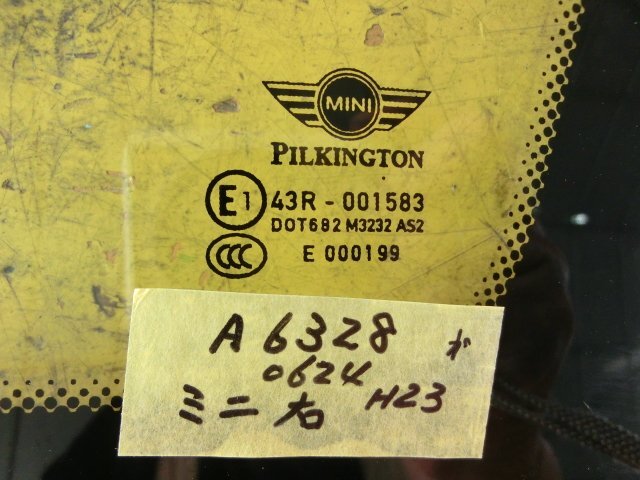 MINI
PILKINGTON
E1 43R - 001583
DOT682 M3232 AS2
CCC E 000199
A 6328 ガ
0624
ミニ 右 H23